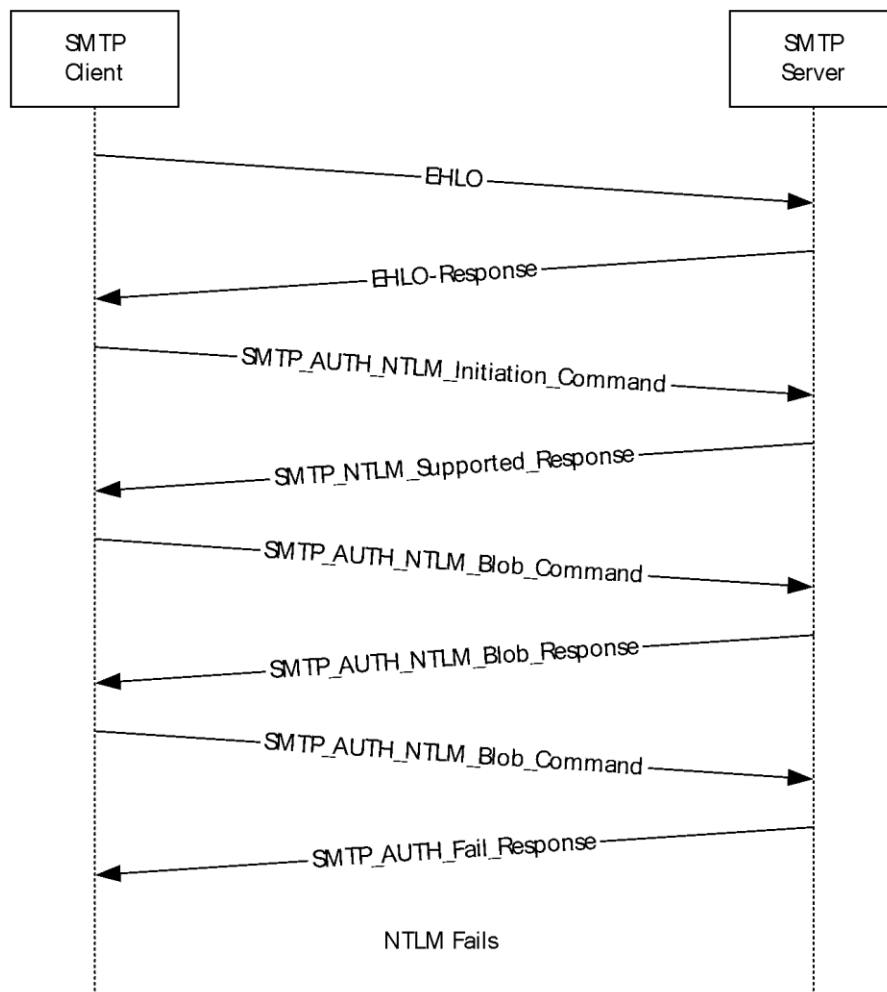 SMTP
Client
SMTP
Server
EHLO
EHLO-Response
SMTP_AUTH_NTLM_Initiation_Command
SMTP_NTLM_Supported_Response
SMTP_AUTH_NTLM_Blob_Command
SMTP_AUTH_NTLM_Blob_Response
SMTP_AUTH_NTLM_Blob_Command
SMTP_AUTH_Fail_Response
NTLM Fails